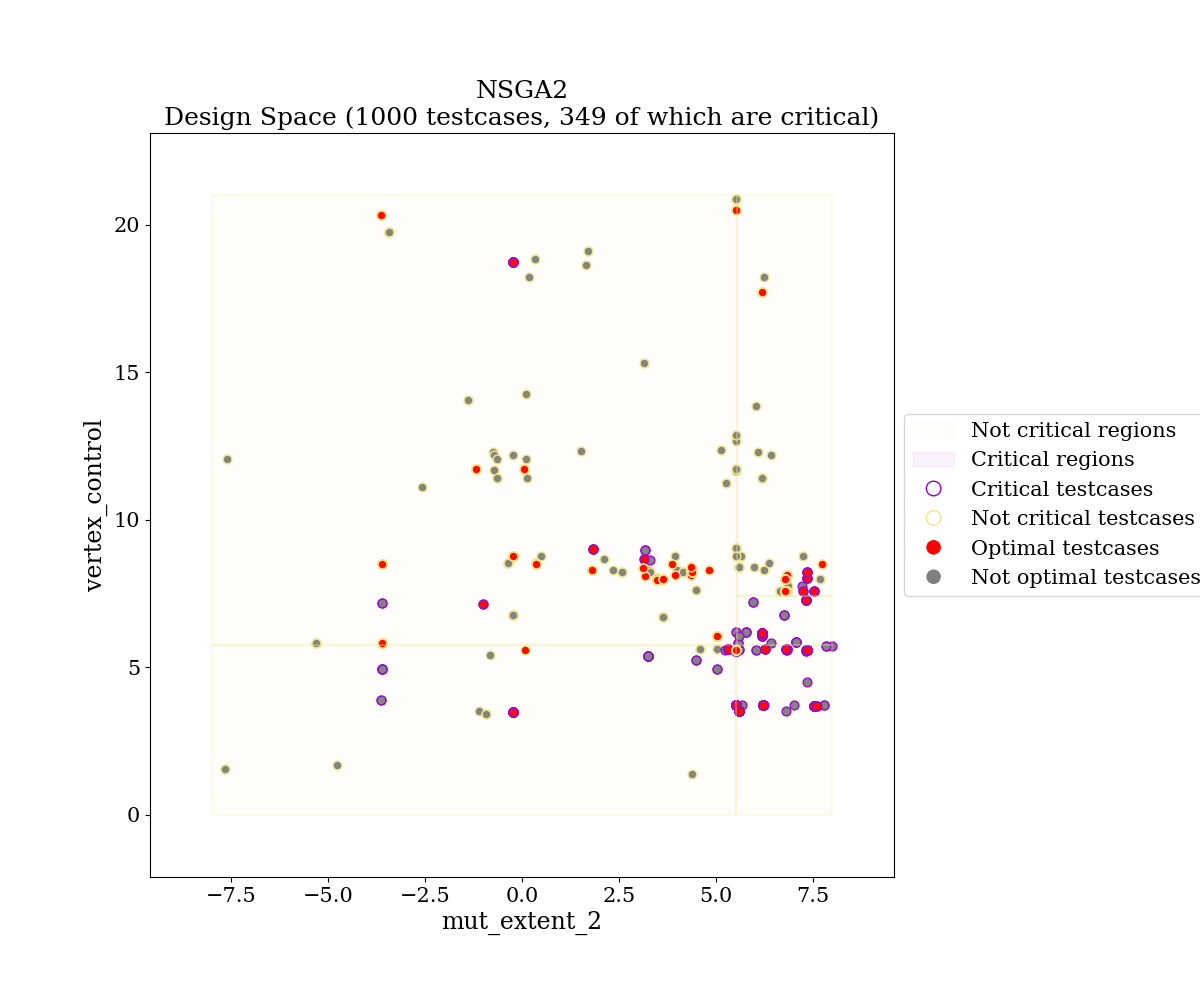 NSGA2
Design Space (1000 testcases, 349 of which are critical)
20
15
10
5
0
vertex_control
−7.5 −5.0 −2.5 0.0 2.5 5.0 7.5
mut_extent_2
Not critical regions
Critical regions
Critical testcases
Not critical testcases
Optimal testcases
Not optimal testcases